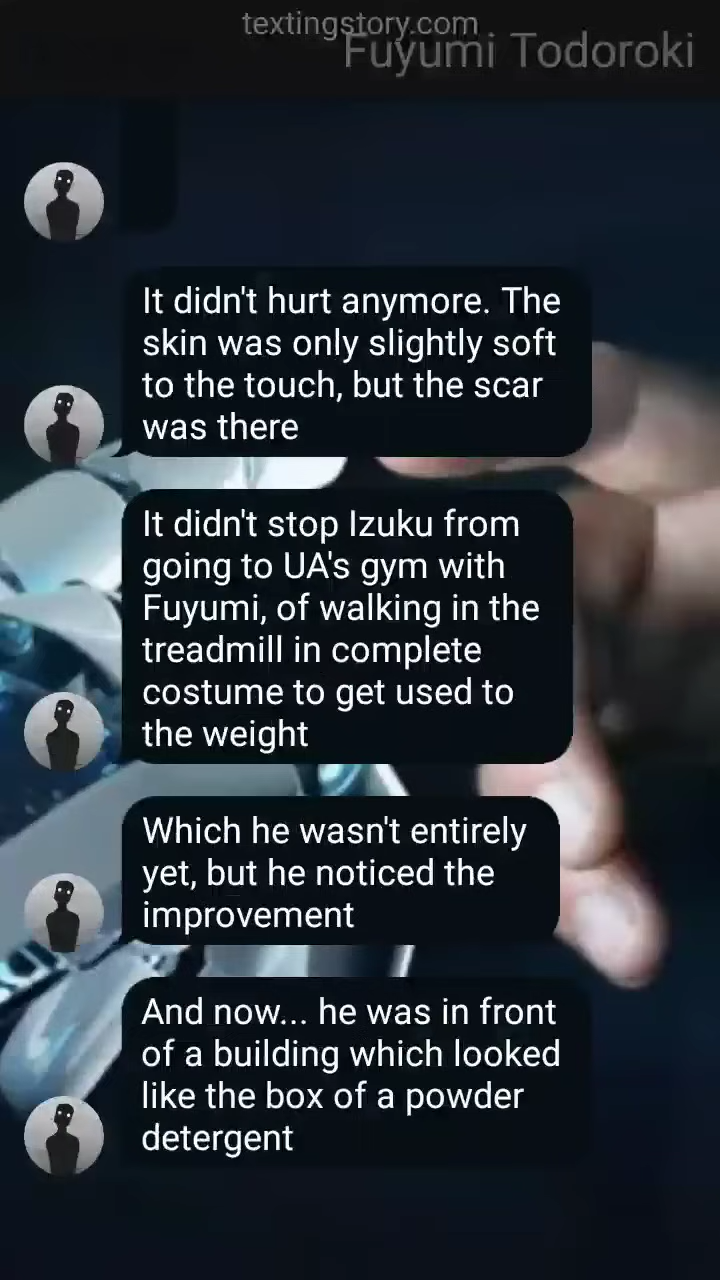 textingstory.com
Fuyumi Todoroki
It didn't hurt anymore. The
skin was only slightly soft
to the touch, but the scar
was there
It didn't stop Izuku from
going to UA's gym with
Fuyumi, of walking in the
treadmill in complete
costume to get used to
the weight
Which he wasn't entirely
yet, but he noticed the
improvement
And now... he was in front
of a building which looked
like the box of a powder
detergent